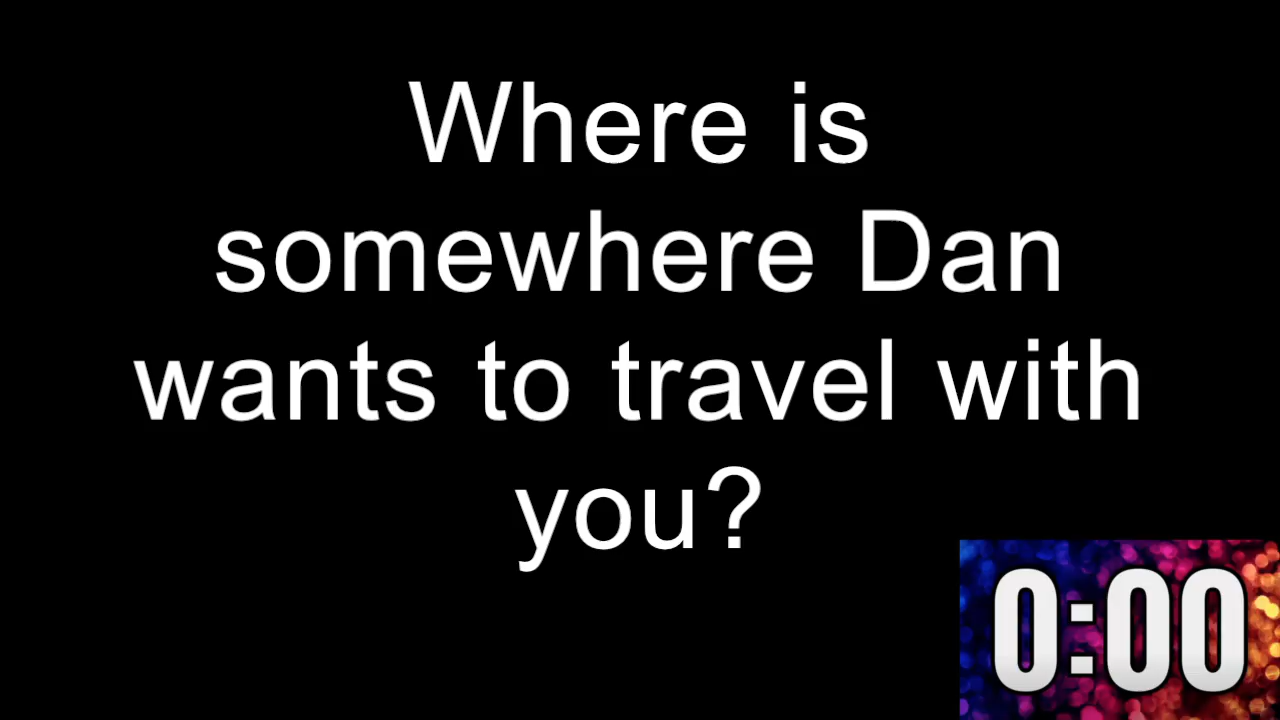 Where is
somewhere Dan
wants to travel with
you?
0:00